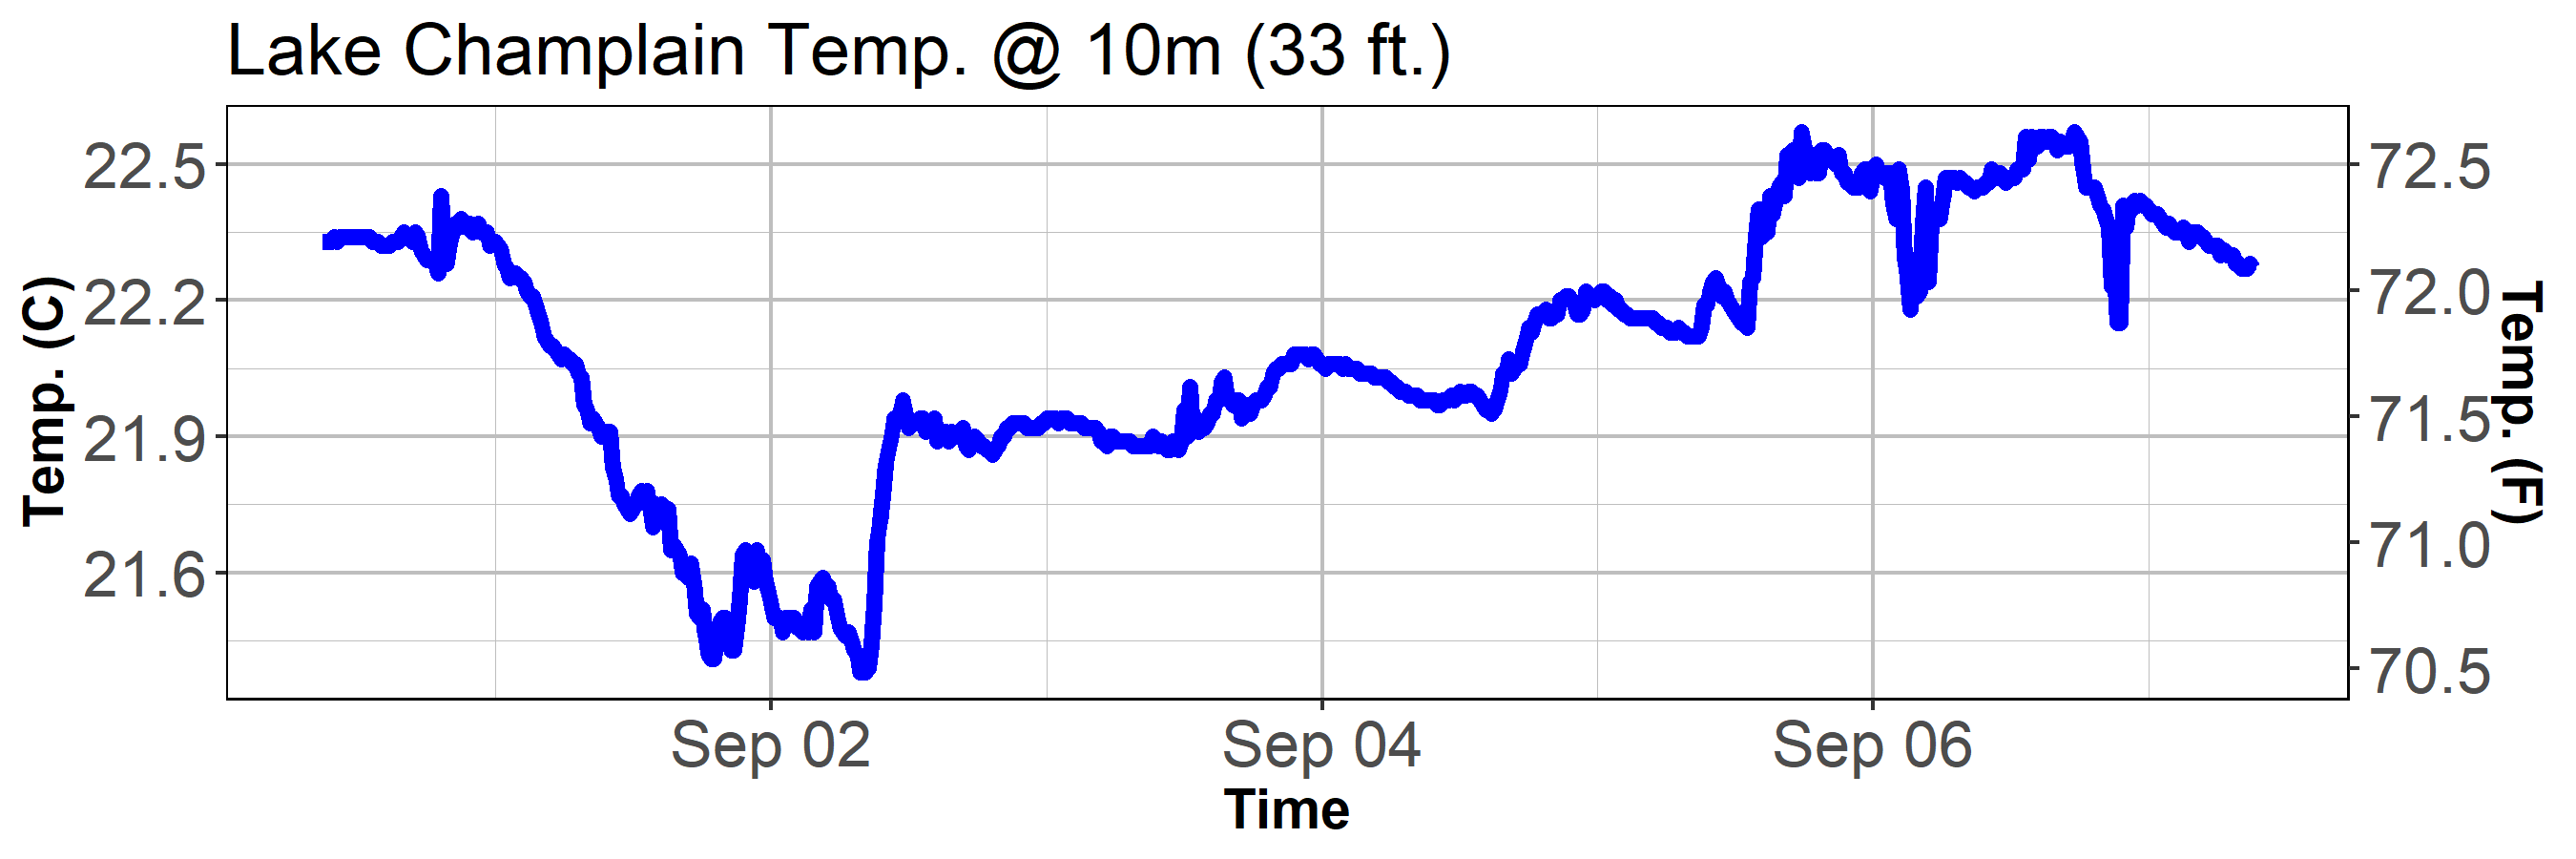 Lake Champlain Temp. @ 10m (33 ft.)
Temp. (C)
22.5
22.2
21.9
21.6
72.5
72.0
71.5
71.0
70.5
Temp. (F)
Sep 02
Sep 04
Sep 06
Time